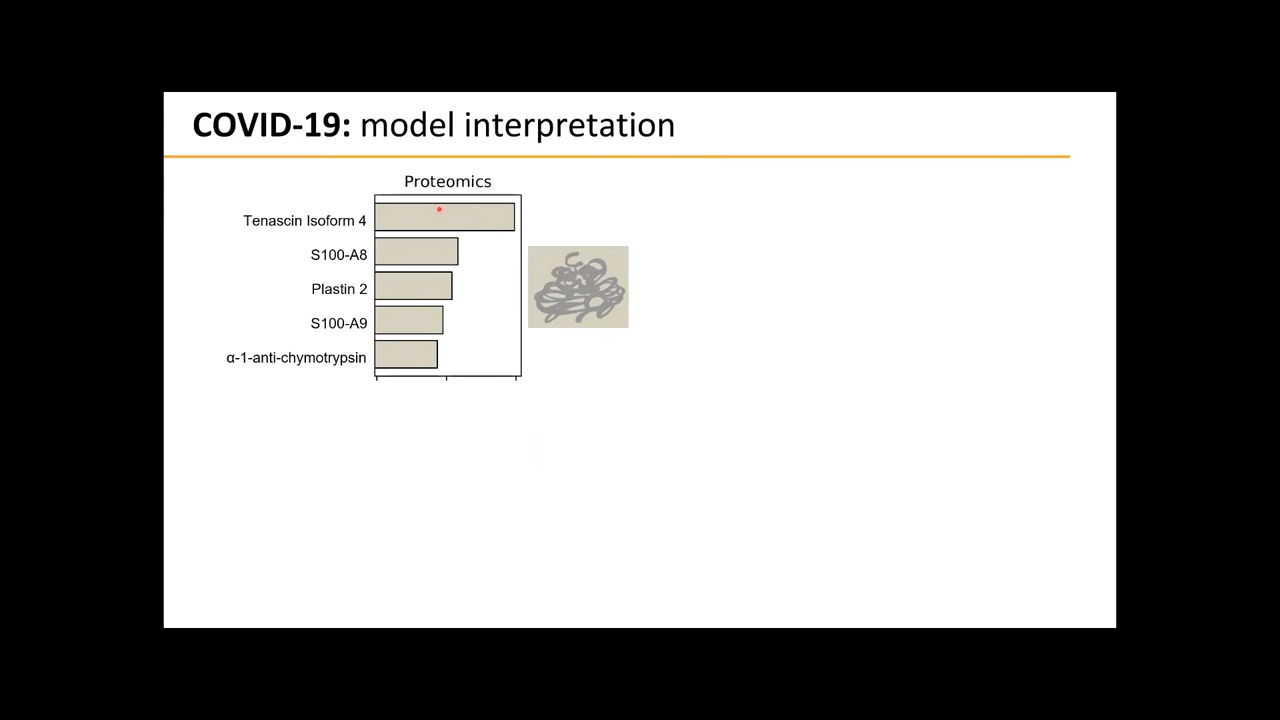 COVID-19: model interpretation
Proteomics
Tenascin Isoform 4
S100-A8
Plastin 2
S100-A9
α-1-anti-chymotrypsin